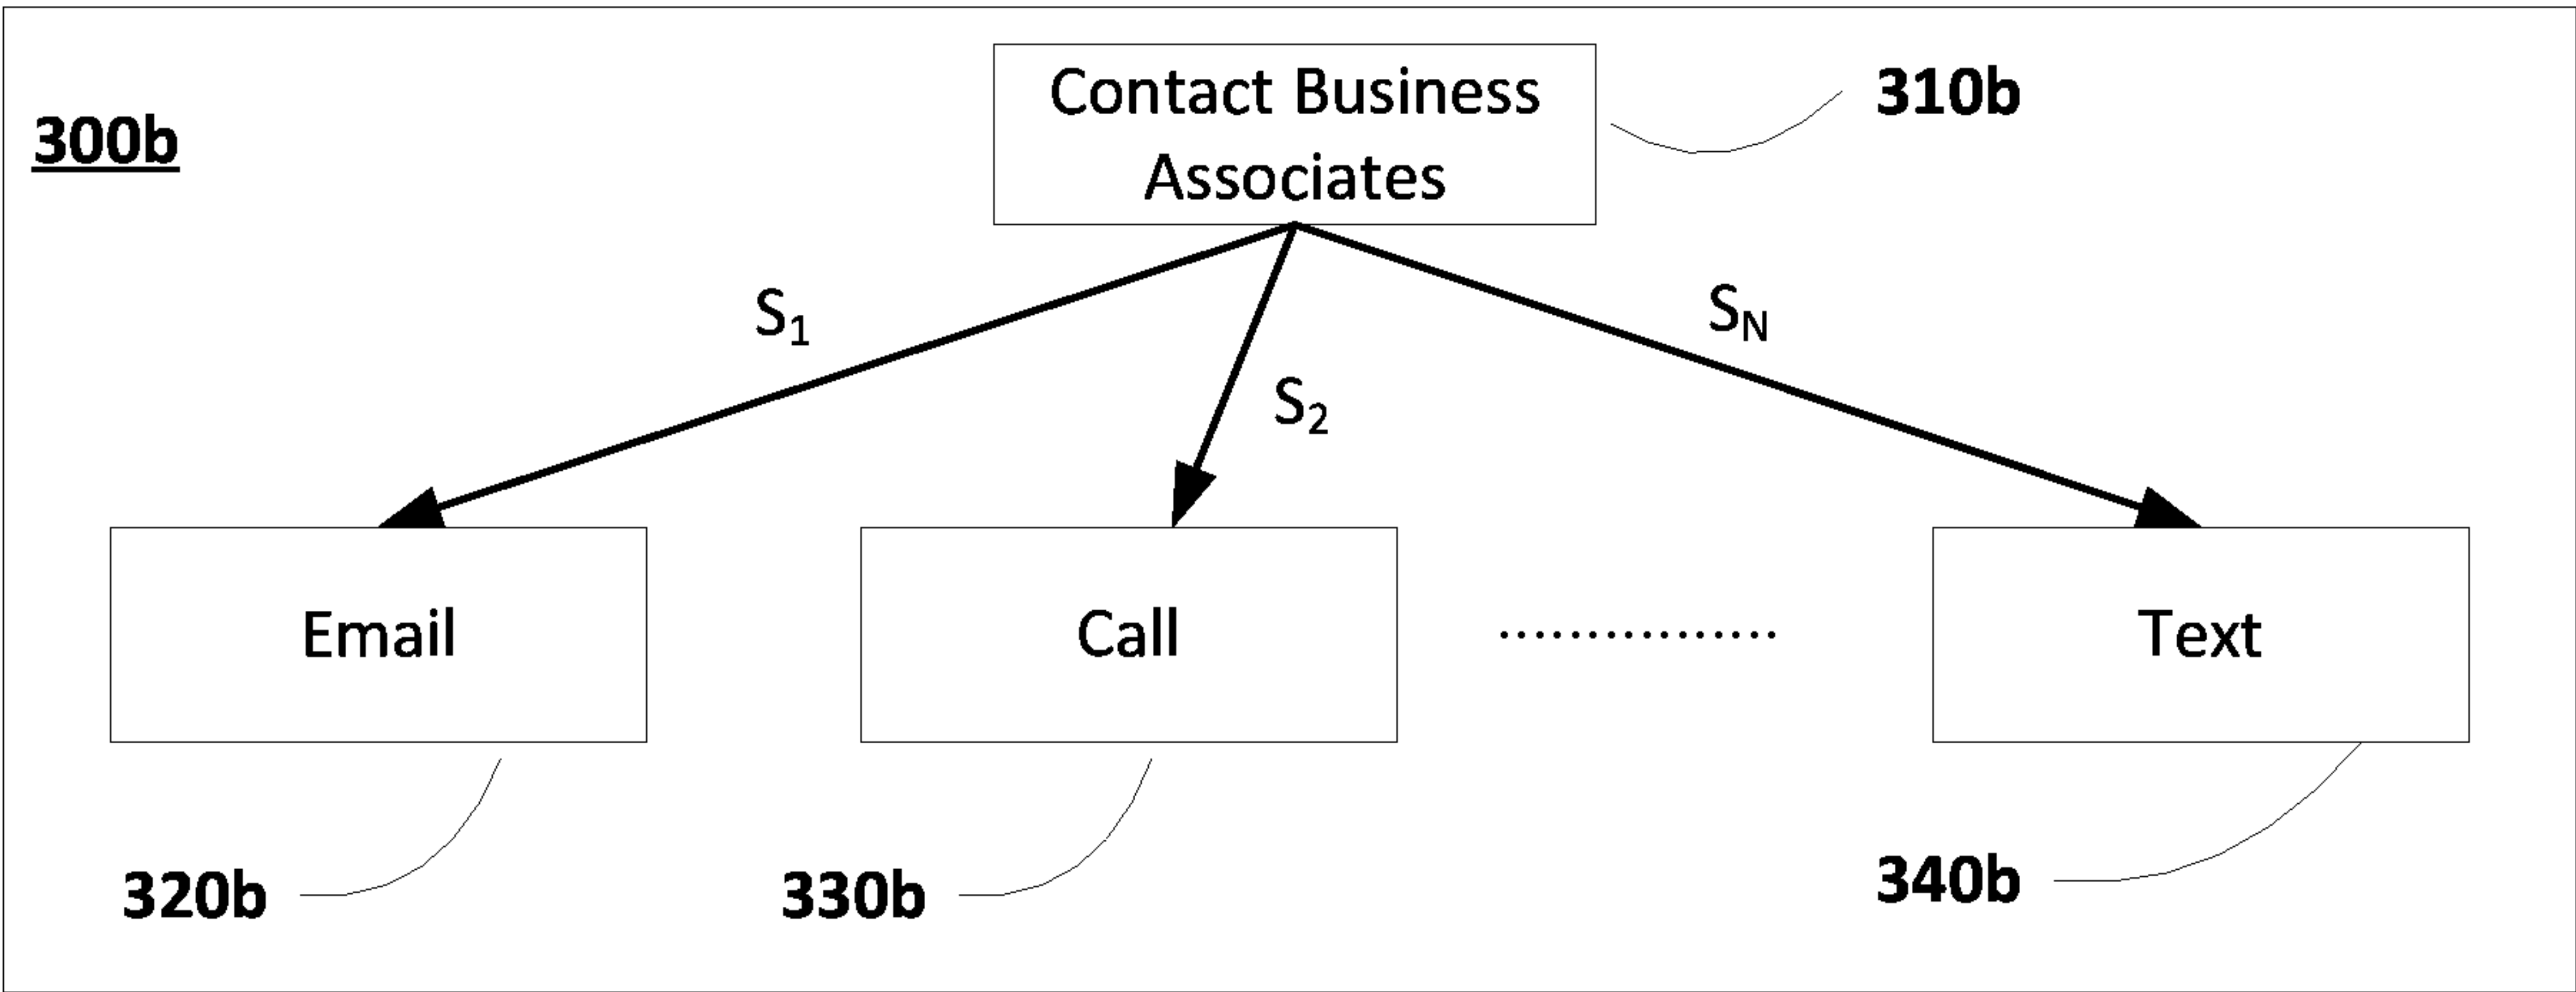 Contact Business
Associates
310b
300b
S₁
S₂
Sₙ
Email
Call
................
Text
320b
330b
340b